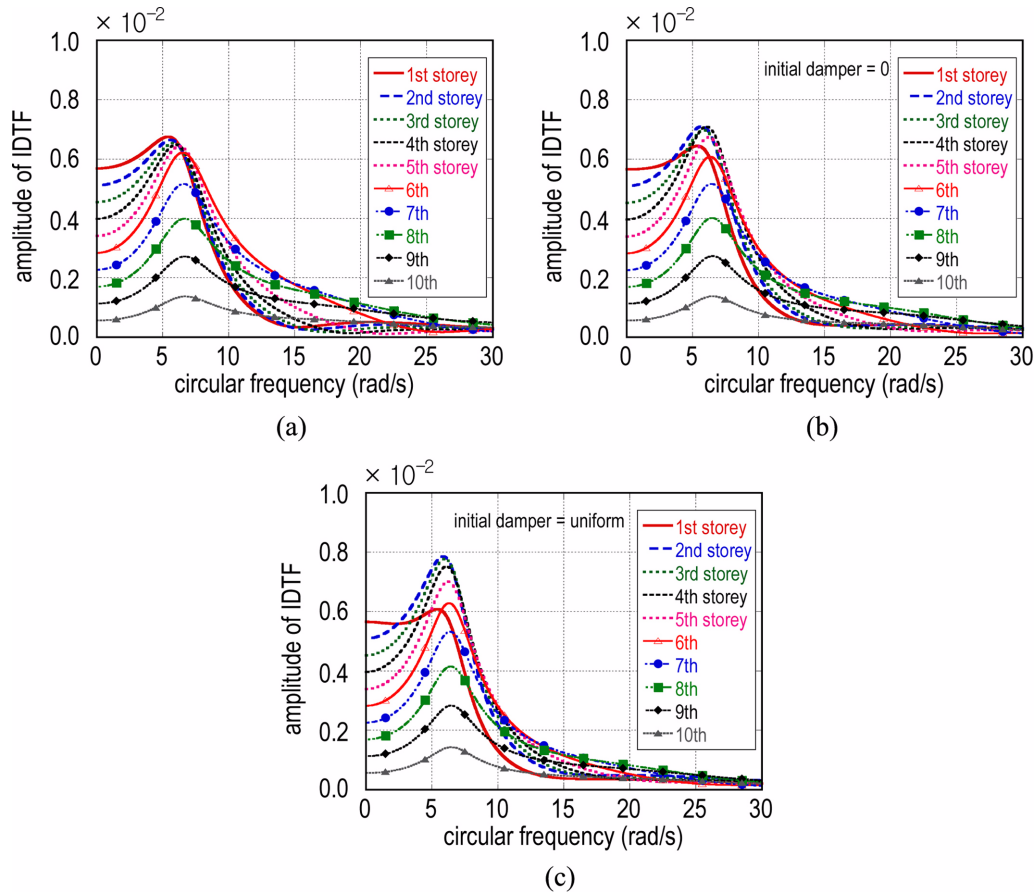 × 10⁻²
1.0
0.8
0.6
0.4
0.2
0.0
amplitude of IDTF
1st storey
2nd storey
3rd storey
4th storey
5th storey
6th
7th
8th
9th
10th
0 5 10 15 20 25 30
circular frequency (rad/s)
(a)
× 10⁻²
1.0
0.8
0.6
0.4
0.2
0.0
amplitude of IDTF
initial damper = 0
1st storey
2nd storey
3rd storey
4th storey
5th storey
6th
7th
8th
9th
10th
0 5 10 15 20 25 30
circular frequency (rad/s)
(b)
× 10⁻²
1.0
0.8
0.6
0.4
0.2
0.0
amplitude of IDTF
initial damper = uniform
1st storey
2nd storey
3rd storey
4th storey
5th storey
6th
7th
8th
9th
10th
0 5 10 15 20 25 30
circular frequency (rad/s)
(c)